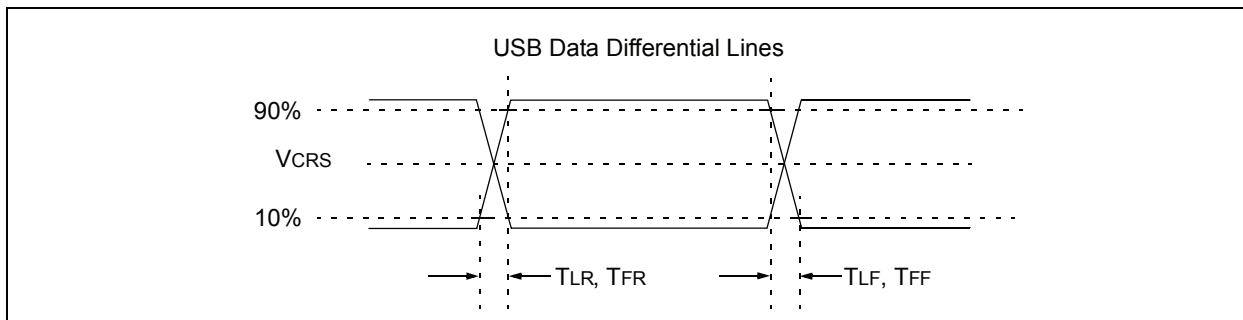 USB Data Differential Lines
90%
VCRS
10%
TLR, TFR
TLF, TFF